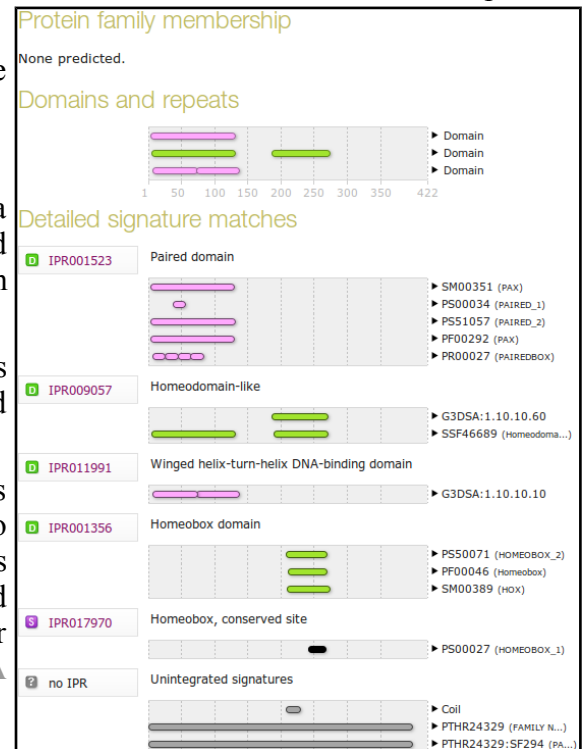 Protein family membership
None predicted.
Domains and repeats
Domain
Domain
Domain
1 50 100 150 200 250 300 350 422
Detailed signature matches
D IPR001523 Paired domain
SM00351 (PAX)
PS00034 (PAIRED_1)
PS51057 (PAIRED_2)
PF00292 (PAX)
PR00027 (PAIREDBOX)
D IPR009057 Homeodomain-like
G3DSA:1.10.10.60
SSF46689 (Homeodoma...)
D IPR011991 Winged helix-turn-helix DNA-binding domain
G3DSA:1.10.10.10
D IPR001356 Homeobox domain
PS50071 (HOMEOBOX_2)
PF00046 (Homeobox)
SM00389 (HOX)
S IPR017970 Homeobox, conserved site
PS00027 (HOMEOBOX_1)
? no IPR Unintegrated signatures
Coil
PTHR24329 (FAMILY N...)
PTHR24329:SF294 (PA...)